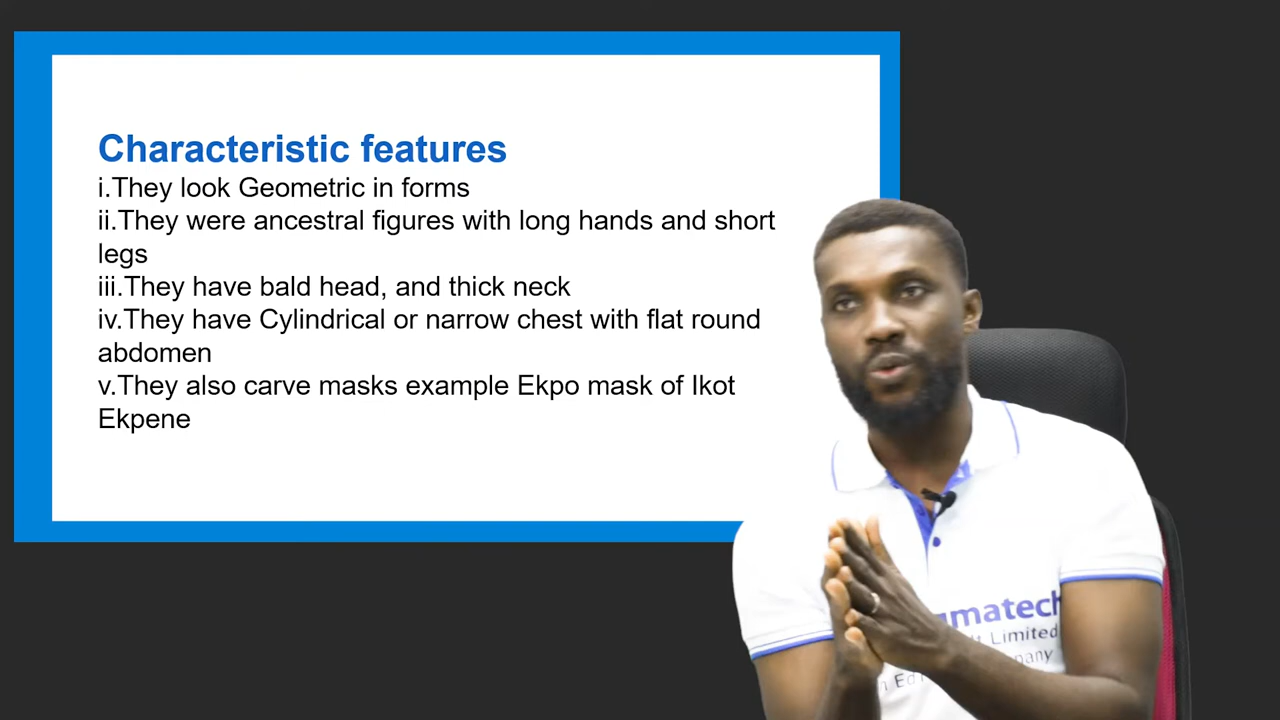 Characteristic features
i.They look Geometric in forms
ii.They were ancestral figures with long hands and short
legs
iii.They have bald head, and thick neck
iv.They have Cylindrical or narrow chest with flat round
abdomen
v.They also carve masks example Ekpo mask of Ikot
Ekpene
Limited